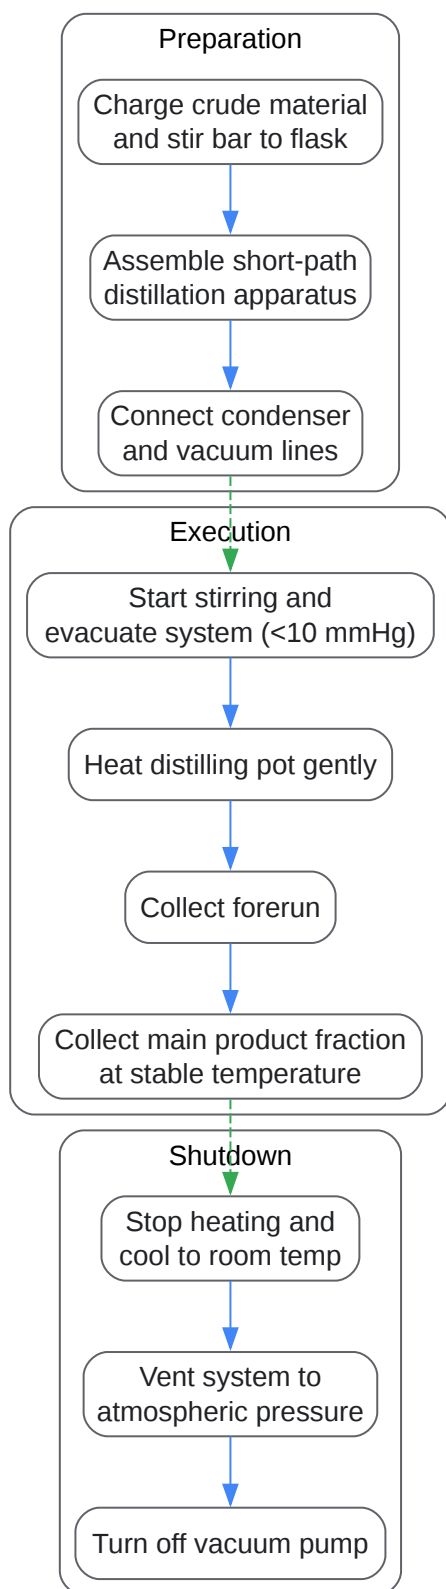 Preparation
Charge crude material
and stir bar to flask
Assemble short-path
distillation apparatus
Connect condenser
and vacuum lines
Execution
Start stirring and
evacuate system (<10 mmHg)
Heat distilling pot gently
Collect forerun
Collect main product fraction
at stable temperature
Shutdown
Stop heating and
cool to room temp
Vent system to
atmospheric pressure
Turn off vacuum pump